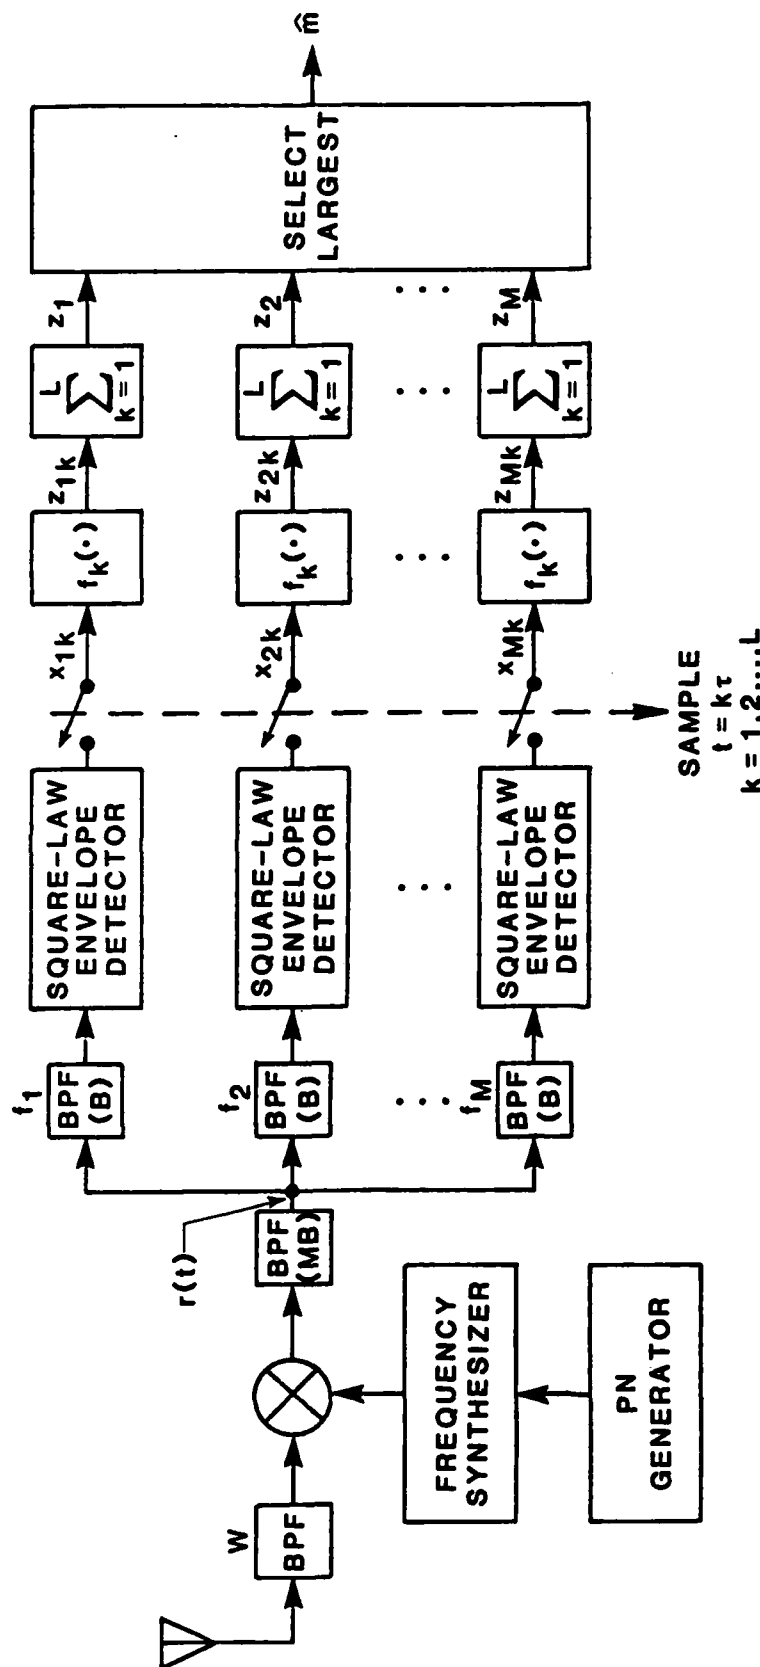 W
BPF
FREQUENCY
SYNTHESIZER
PN
GENERATOR
r(t)
BPF
(MB)
f1
BPF
(B)
SQUARE-LAW
ENVELOPE
DETECTOR
x1k
fk(·)
z1k
L
∑
k=1
z1
f2
BPF
(B)
SQUARE-LAW
ENVELOPE
DETECTOR
x2k
fk(·)
z2k
L
∑
k=1
z2
...
...
...
...
...
fM
BPF
(B)
SQUARE-LAW
ENVELOPE
DETECTOR
xMk
fk(·)
zMk
L
∑
k=1
zM
SELECT
LARGEST
m̂
SAMPLE
t=kτ
k=1,2,...,L